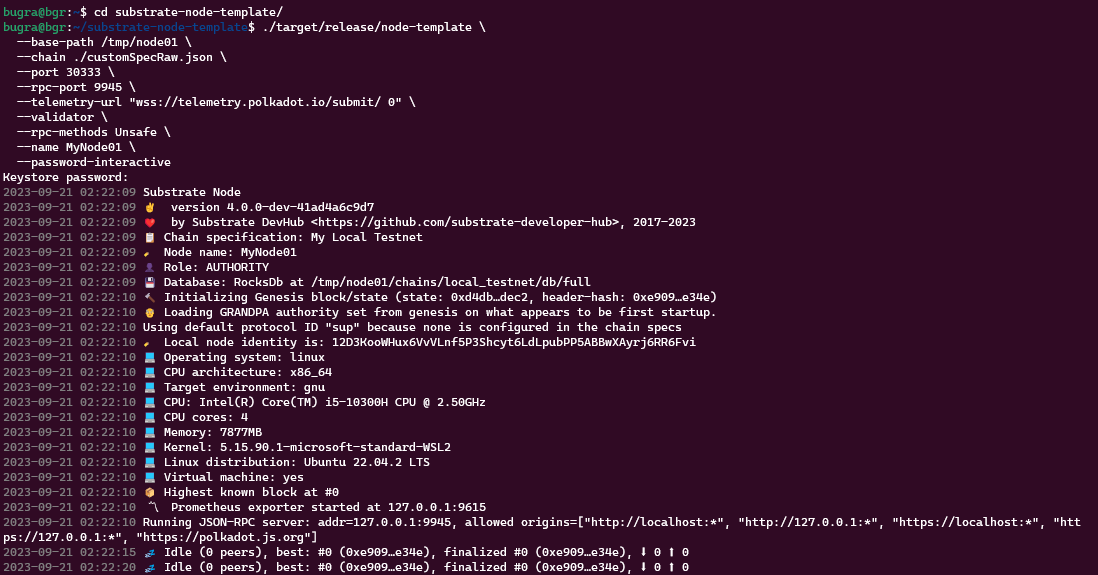 bugra@bgr:~$ cd substrate-node-template/
bugra@bgr:~/substrate-node-template$ ./target/release/node-template \
  --base-path /tmp/node01 \
  --chain ./customSpecRaw.json \
  --port 30333 \
  --rpc-port 9945 \
  --telemetry-url "wss://telemetry.polkadot.io/submit/ 0" \
  --validator \
  --rpc-methods Unsafe \
  --name MyNode01 \
  --password-interactive
Keystore password:
2023-09-21 02:22:09 Substrate Node
2023-09-21 02:22:09 ✌️  version 4.0.0-dev-41ad4a6c9d7
2023-09-21 02:22:09 ❤️  by Substrate DevHub <https://github.com/substrate-developer-hub>, 2017-2023
2023-09-21 02:22:09 📋 Chain specification: My Local Testnet
2023-09-21 02:22:09 🏷 Node name: MyNode01
2023-09-21 02:22:09 👤 Role: AUTHORITY
2023-09-21 02:22:09 💾 Database: RocksDb at /tmp/node01/chains/local_testnet/db/full
2023-09-21 02:22:10 🔨 Initializing Genesis block/state (state: 0xd4db…dec2, header-hash: 0xe909…e34e)
2023-09-21 02:22:10 👴 Loading GRANDPA authority set from genesis on what appears to be first startup.
2023-09-21 02:22:10 Using default protocol ID "sup" because none is configured in the chain specs
2023-09-21 02:22:10 🏷 Local node identity is: 12D3KooWHux6VvVLnf5P3Shcyt6LdLpubPP5ABBwXAyrj6RR6Fvi
2023-09-21 02:22:10 💻 Operating system: linux
2023-09-21 02:22:10 💻 CPU architecture: x86_64
2023-09-21 02:22:10 💻 Target environment: gnu
2023-09-21 02:22:10 💻 CPU: Intel(R) Core(TM) i5-10300H CPU @ 2.50GHz
2023-09-21 02:22:10 💻 CPU cores: 4
2023-09-21 02:22:10 💻 Memory: 7877MB
2023-09-21 02:22:10 💻 Kernel: 5.15.90.1-microsoft-standard-WSL2
2023-09-21 02:22:10 💻 Linux distribution: Ubuntu 22.04.2 LTS
2023-09-21 02:22:10 💻 Virtual machine: yes
2023-09-21 02:22:10 📦 Highest known block at #0
2023-09-21 02:22:10 〽️ Prometheus exporter started at 127.0.0.1:9615
2023-09-21 02:22:10 Running JSON-RPC server: addr=127.0.0.1:9945, allowed origins=["http://localhost:*", "http://127.0.0.1:*", "https://localhost:*", "htt
ps://127.0.0.1:*", "https://polkadot.js.org"]
2023-09-21 02:22:15 💤 Idle (0 peers), best: #0 (0xe909…e34e), finalized #0 (0xe909…e34e), ⬇ 0 ⬆ 0
2023-09-21 02:22:20 💤 Idle (0 peers), best: #0 (0xe909…e34e), finalized #0 (0xe909…e34e), ⬇ 0 ⬆ 0